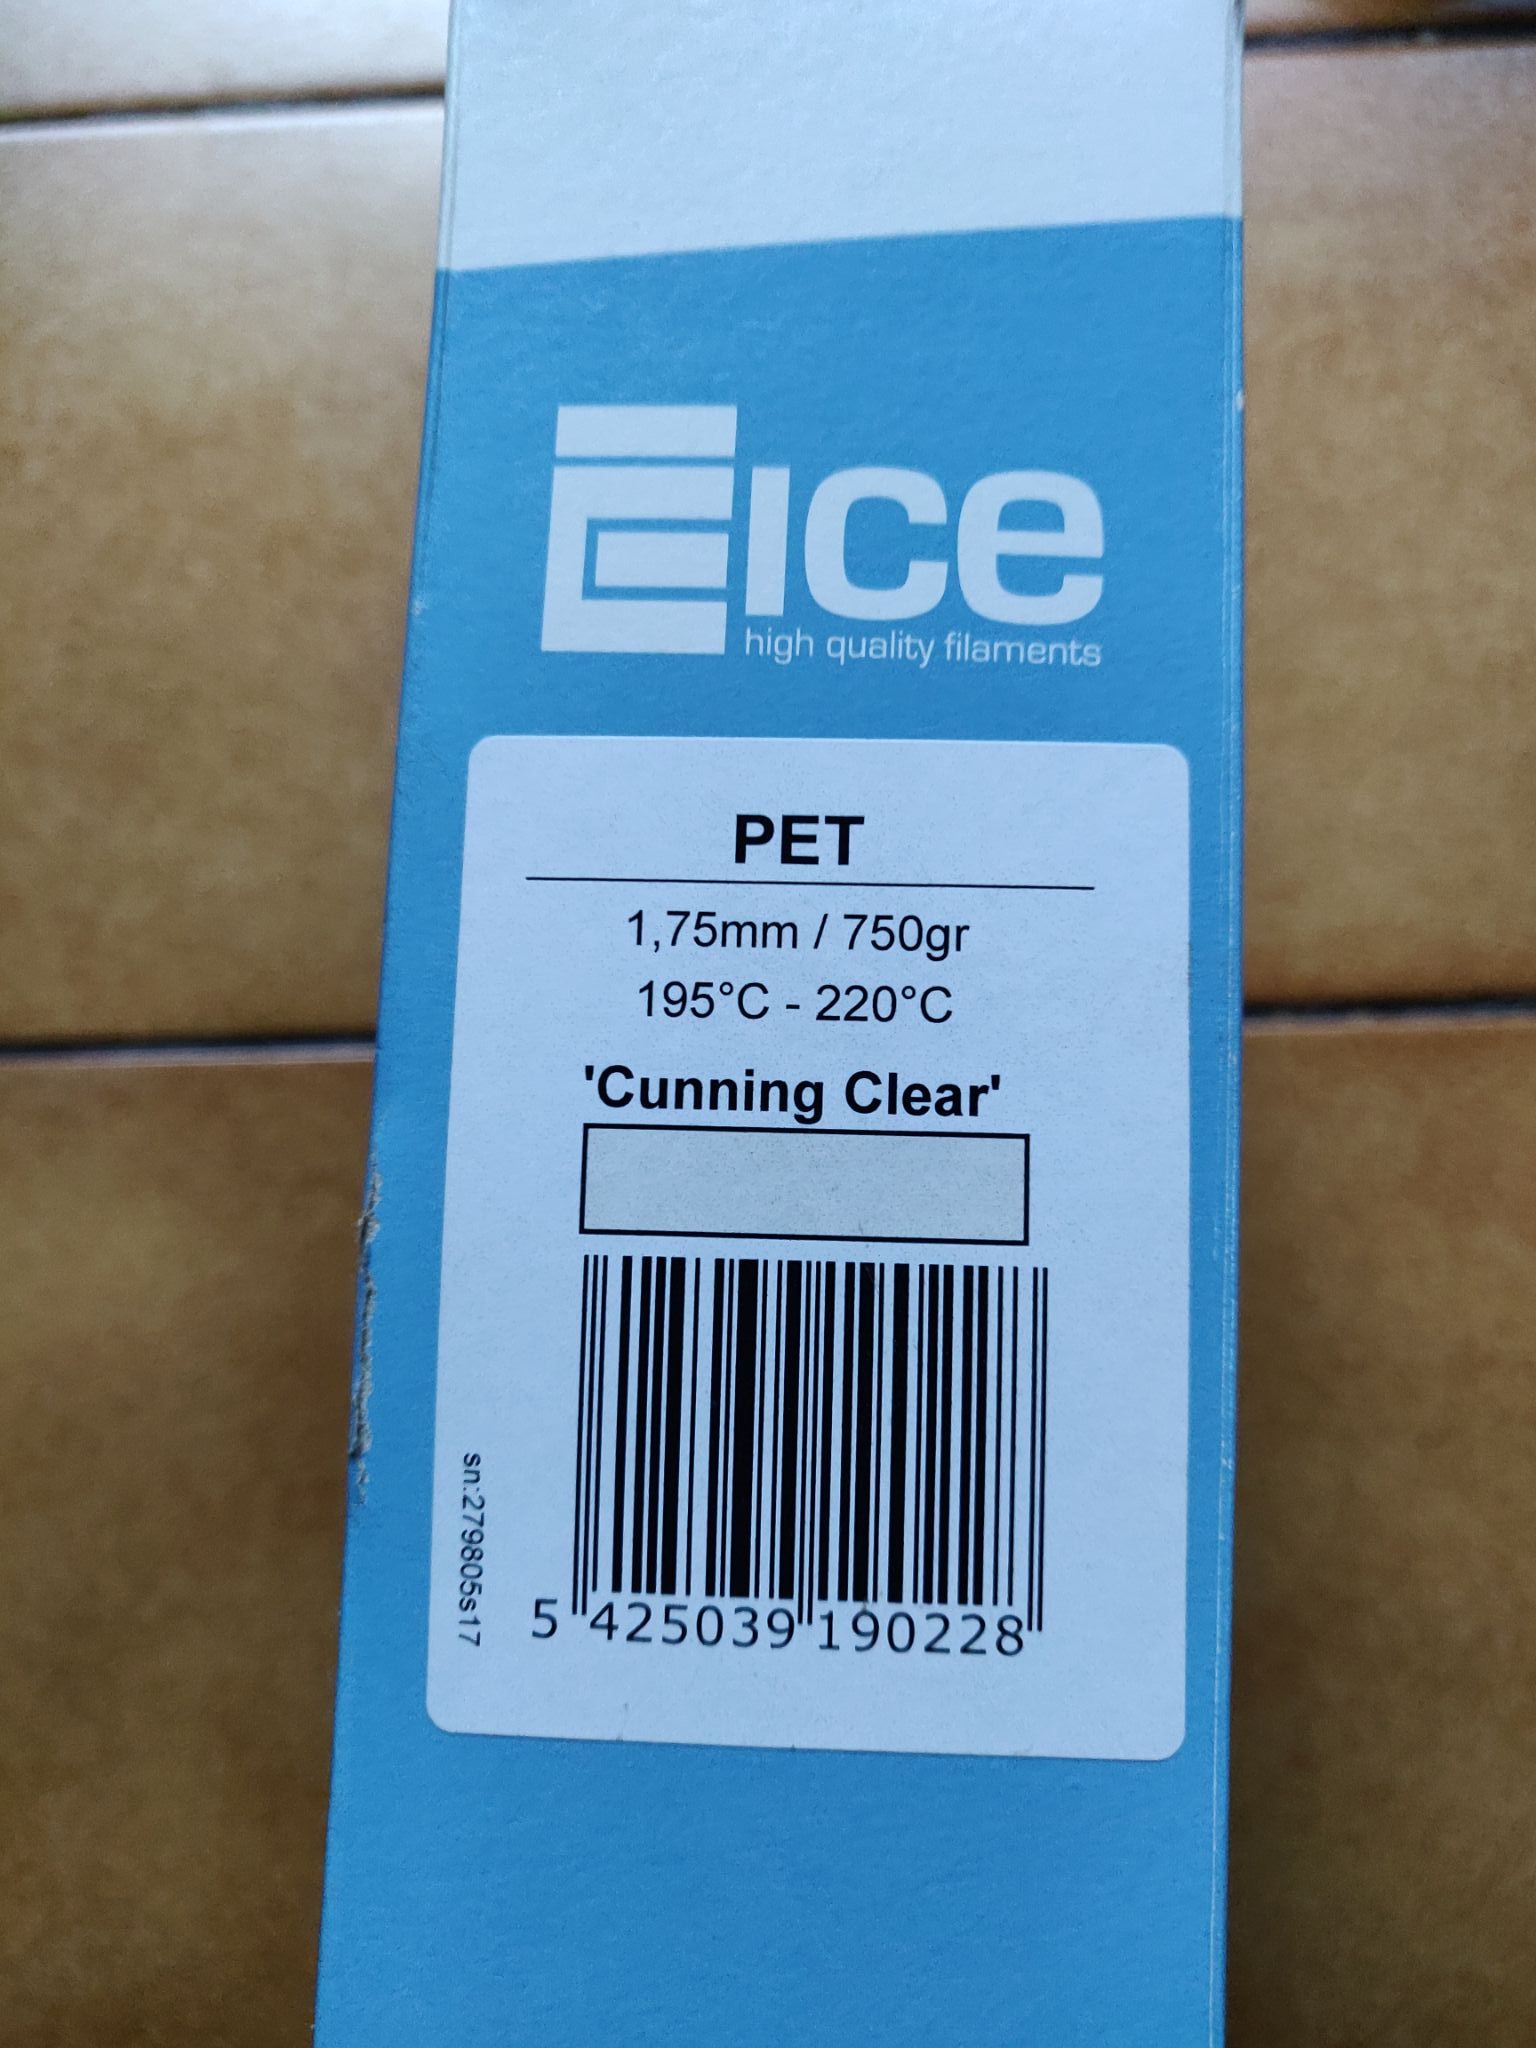 ICE
high quality filaments
PET
1,75mm / 750gr
195°C - 220°C
'Cunning Clear'
sn:279805s17
5 425039 190228